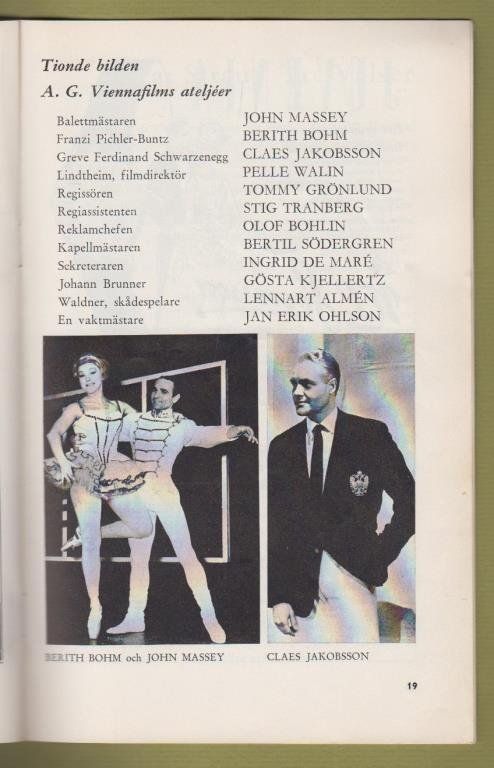 Tionde bilden
A. G. Viennafilms ateljéer
Balettmästaren JOHN MASSEY
Franzi Pichler-Buntz BERITH BOHM
Greve Ferdinand Schwarzenegg CLAES JAKOBSSON
Lindtheim, filmdirektör PELLE WALIN
Regissören TOMMY GRÖNLUND
Regiassistenten STIG TRANBERG
Reklamchefen OLOF BOHLIN
Kapellmästaren BERTIL SÖDERGREN
Sekreteraren INGRID DE MARÉ
Johann Brunner GÖSTA KJELLERTZ
Waldner, skådespelare LENNART ALMÉN
En vaktmästare JAN ERIK OHLSON
BERITH BOHM och JOHN MASSEY
CLAES JAKOBSSON
19